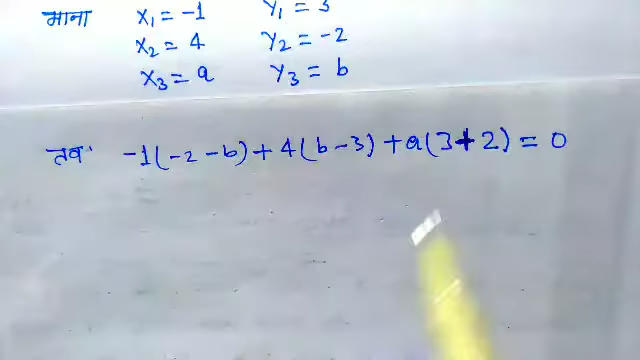 माना x₁ = -1 y₁ = 3
x₂ = 4 y₂ = -2
x₃ = a y₃ = b
तब -1(-2-b) + 4(b-3) + a(3+2) = 0